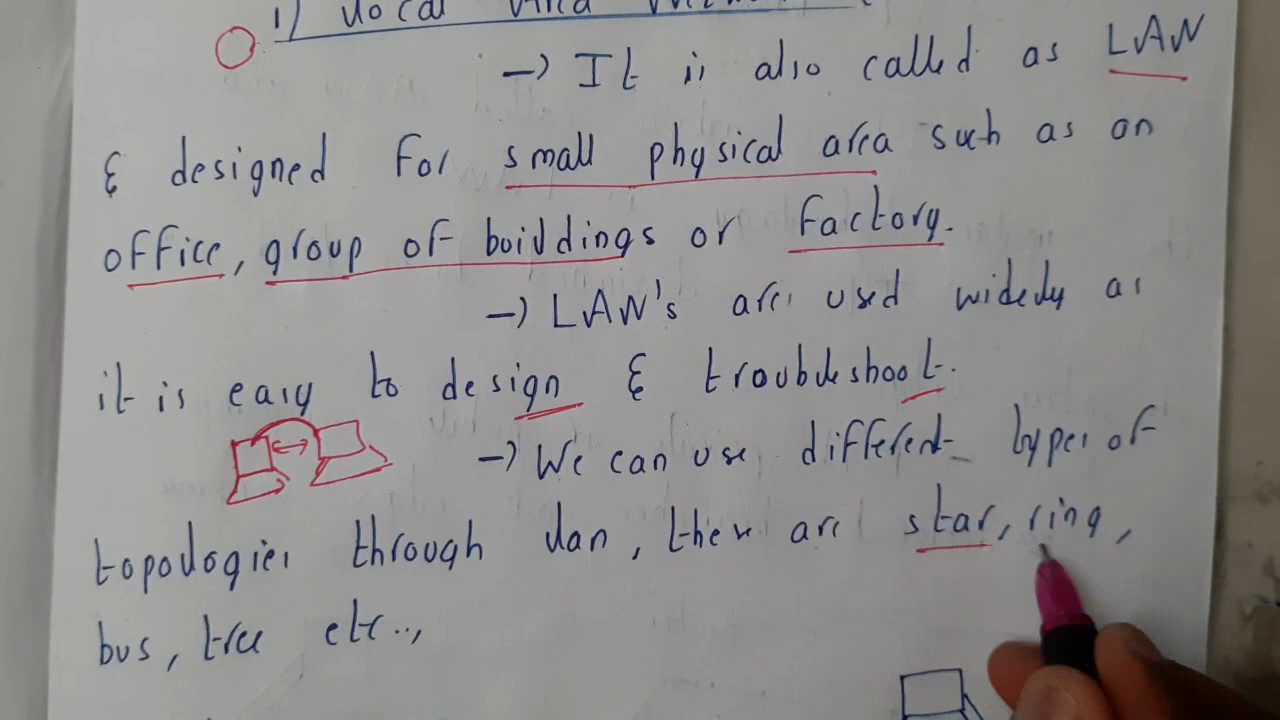 1) Local Area Network
→ It is also called as LAN
& designed for small physical area such as an
office, group of buildings or factory.
→ LAN's are used widely as
it is easy to design & troubleshoot.
→ We can use different types of
topologies through lan, they are star, ring,
bus, tree etc..,